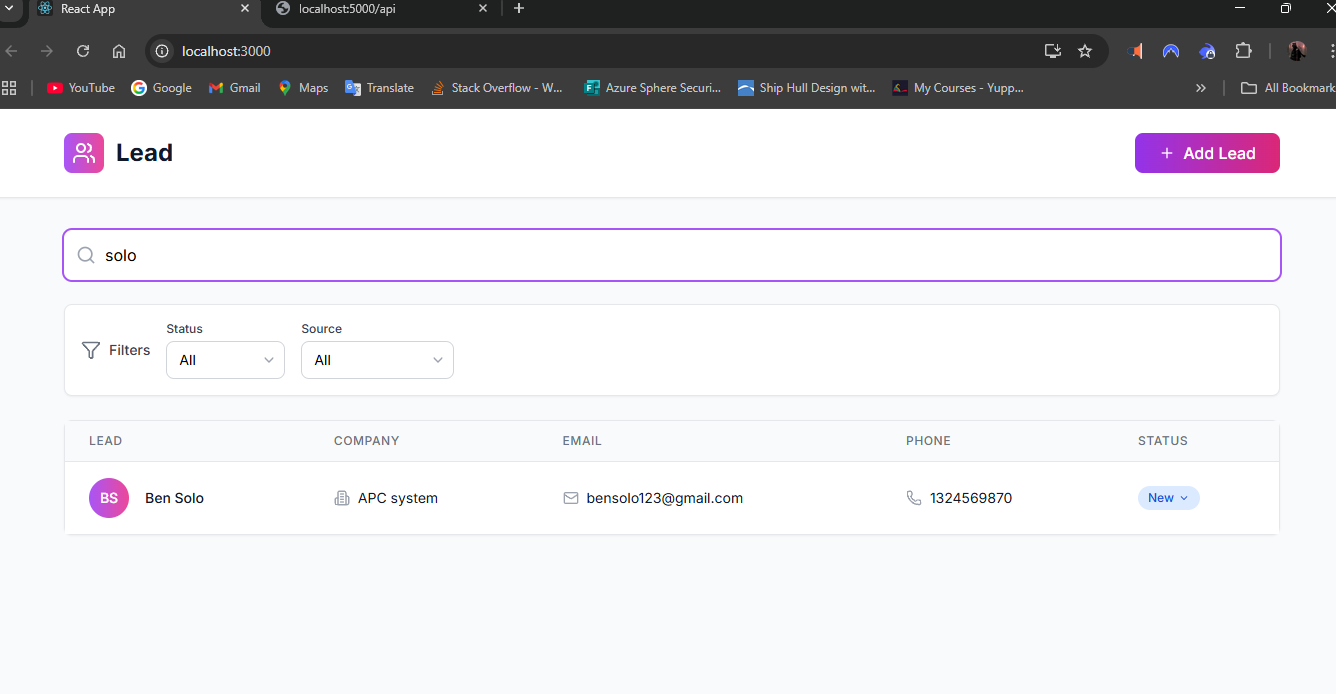 React App
localhost:5000/api
localhost:3000
YouTube
Google
Gmail
Maps
Translate
Stack Overflow - W...
Azure Sphere Securi...
Ship Hull Design wit...
My Courses - Yupp...
All Bookmark
Lead
+ Add Lead
solo
Filters
Status
All
Source
All
LEAD COMPANY EMAIL PHONE STATUS
BS Ben Solo APC system bensolo123@gmail.com 1324569870 New